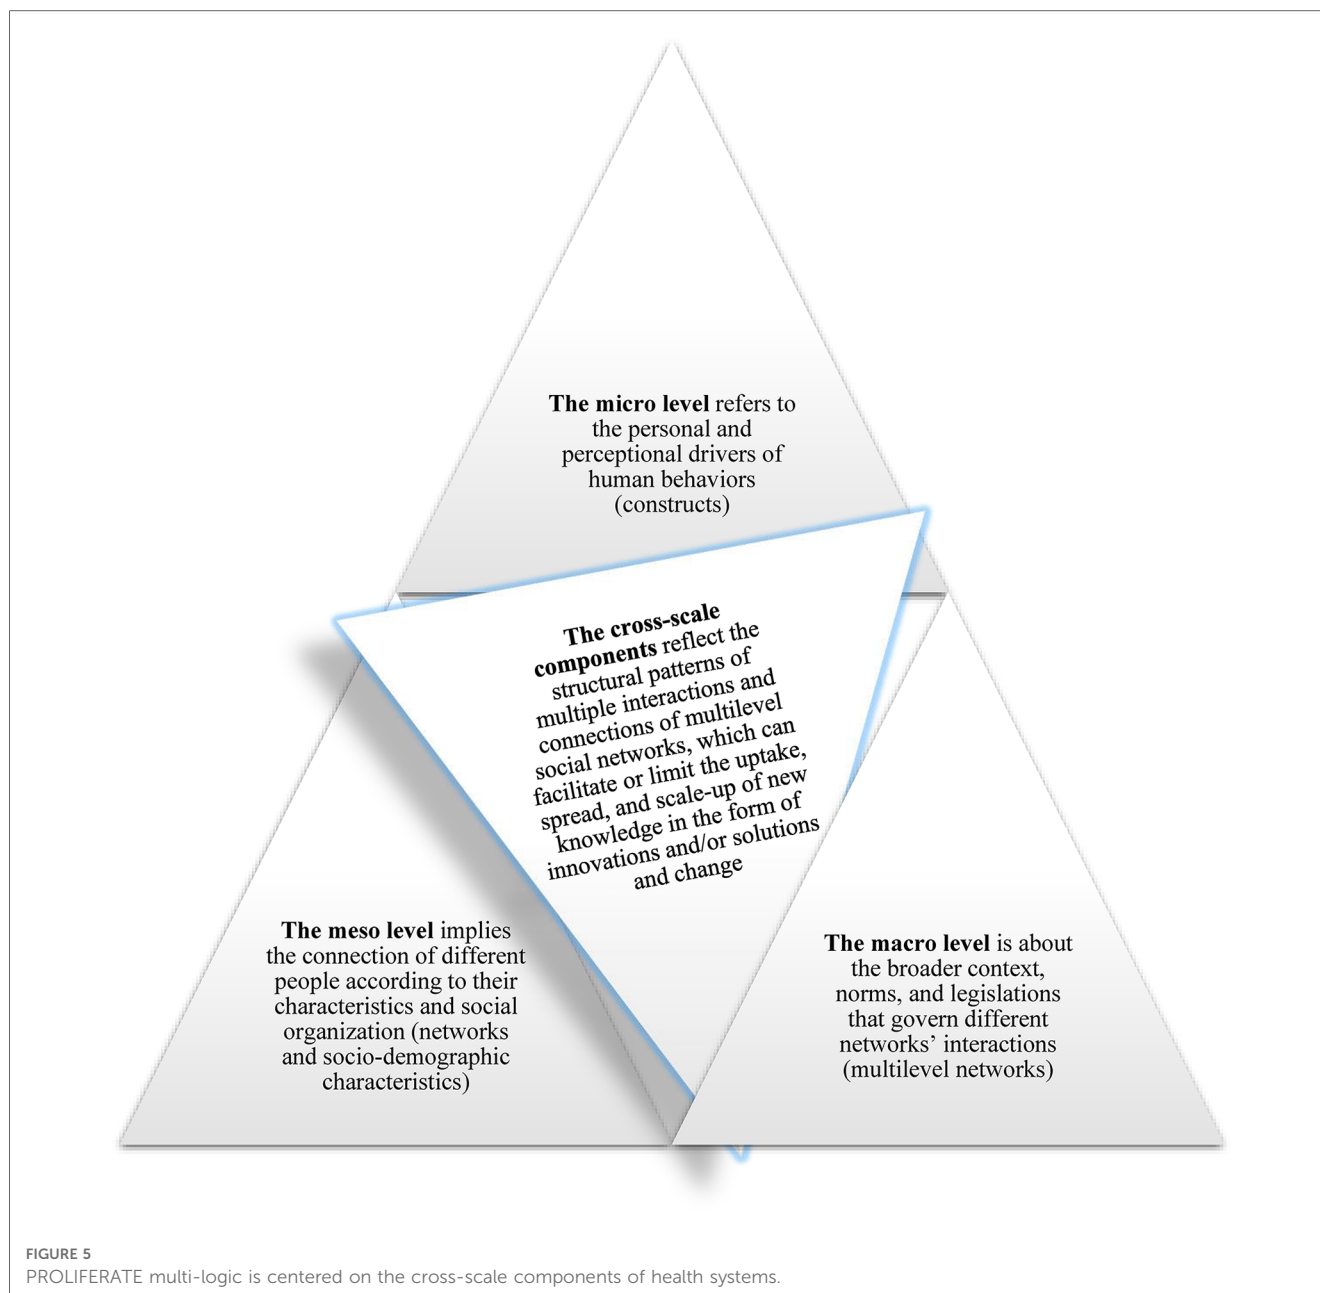 The micro level refers to
the personal and
perceptional drivers of
human behaviors
(constructs)
The cross-scale
components reflect the
structural patterns of
multiple interactions and
connections of multilevel
social networks, which can
facilitate or limit the uptake,
spread, and scale-up of new
knowledge in the form of
innovations and/or solutions
and change
The meso level implies
the connection of different
people according to their
characteristics and social
organization (networks
and socio-demographic
characteristics)
The macro level is about
the broader context,
norms, and legislations
that govern different
networks’ interactions
(multilevel networks)
FIGURE 5
PROLIFERATE multi-logic is centered on the cross-scale components of health systems.